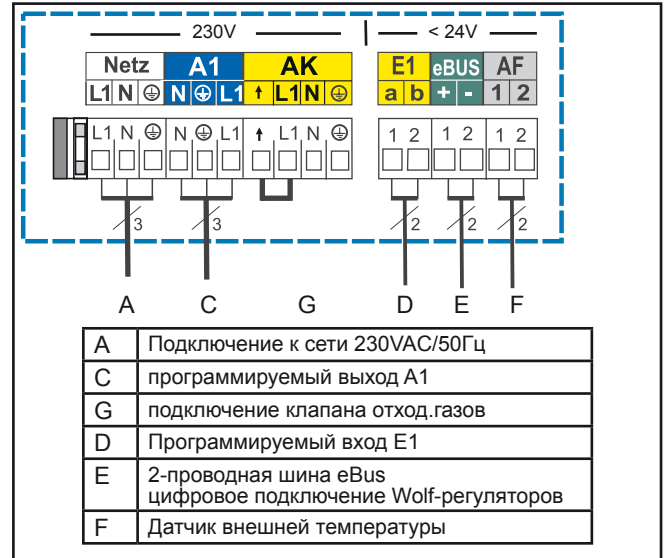 230V < 24V
Netz A1 AK E1 eBUS AF
L1 N ⏚ N ⏚ L1 ↑ L1 N ⏚ a b + - 1 2
L1 N ⏚ N ⏚ L1 ↑ L1 N ⏚ 1 2 1 2 1 2
3 3 2 2 2
A C G D E F
A Подключение к сети 230VAC/50Гц
C программируемый выход A1
G подключение клапана отход.газов
D Программируемый вход E1
E 2-проводная шина eBus
цифровое подключение Wolf-регуляторов
F Датчик внешней температуры